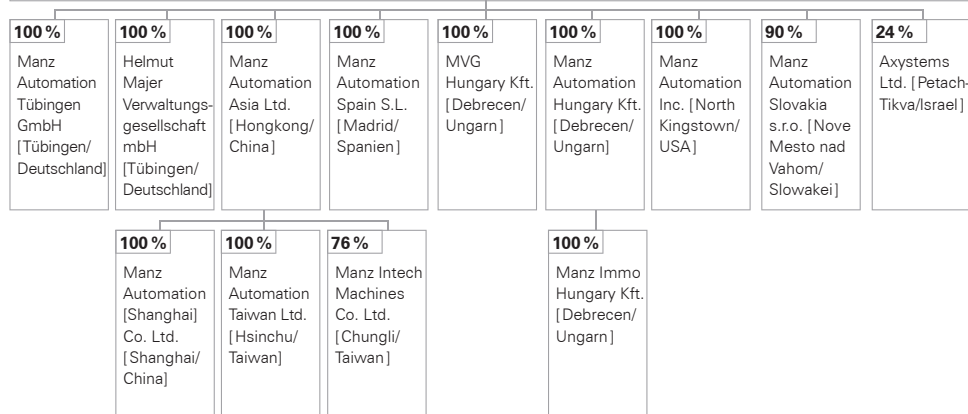 100 %
Manz
Automation
Tübingen
GmbH
[Tübingen/
Deutschland]
100 %
Helmut
Majer
Verwaltungs-
gesellschaft
mbH
[Tübingen/
Deutschland]
100 %
Manz
Automation
Asia Ltd.
[Hongkong/
China]
100 %
Manz
Automation
Spain S.L.
[Madrid/
Spanien]
100 %
MVG
Hungary Kft.
[Debrecen/
Ungarn]
100 %
Manz
Automation
Hungary Kft.
[Debrecen/
Ungarn]
100 %
Manz
Automation
Inc. [North
Kingstown/
USA]
90 %
Manz
Automation
Slovakia
s.r.o. [Nove
Mesto nad
Vahom/
Slowakei]
24 %
Axystems
Ltd. [Petach-
Tikva/Israel]
100 %
Manz
Automation
[Shanghai]
Co. Ltd.
[Shanghai/
China]
100 %
Manz
Automation
Taiwan Ltd.
[Hsinchu/
Taiwan]
76 %
Manz Intech
Machines
Co. Ltd.
[Chungli/
Taiwan]
100 %
Manz Immo
Hungary Kft.
[Debrecen/
Ungarn]